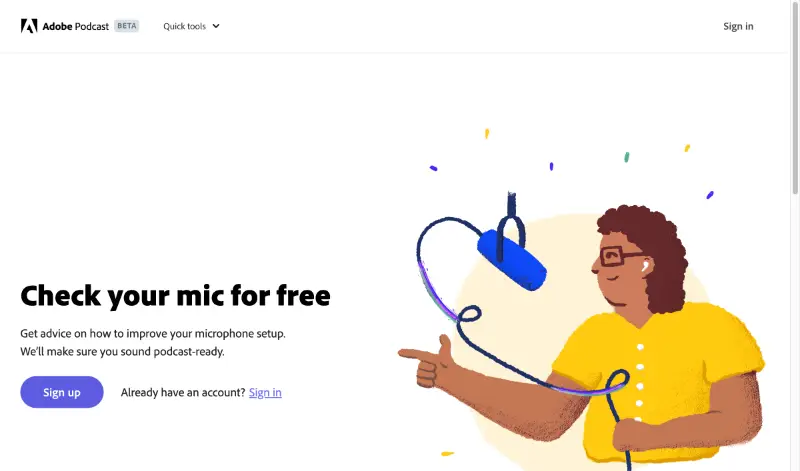 Adobe Podcast BETA Quick tools Sign in
Check your mic for free
Get advice on how to improve your microphone setup.
We'll make sure you sound podcast-ready.
Sign up Already have an account? Sign in